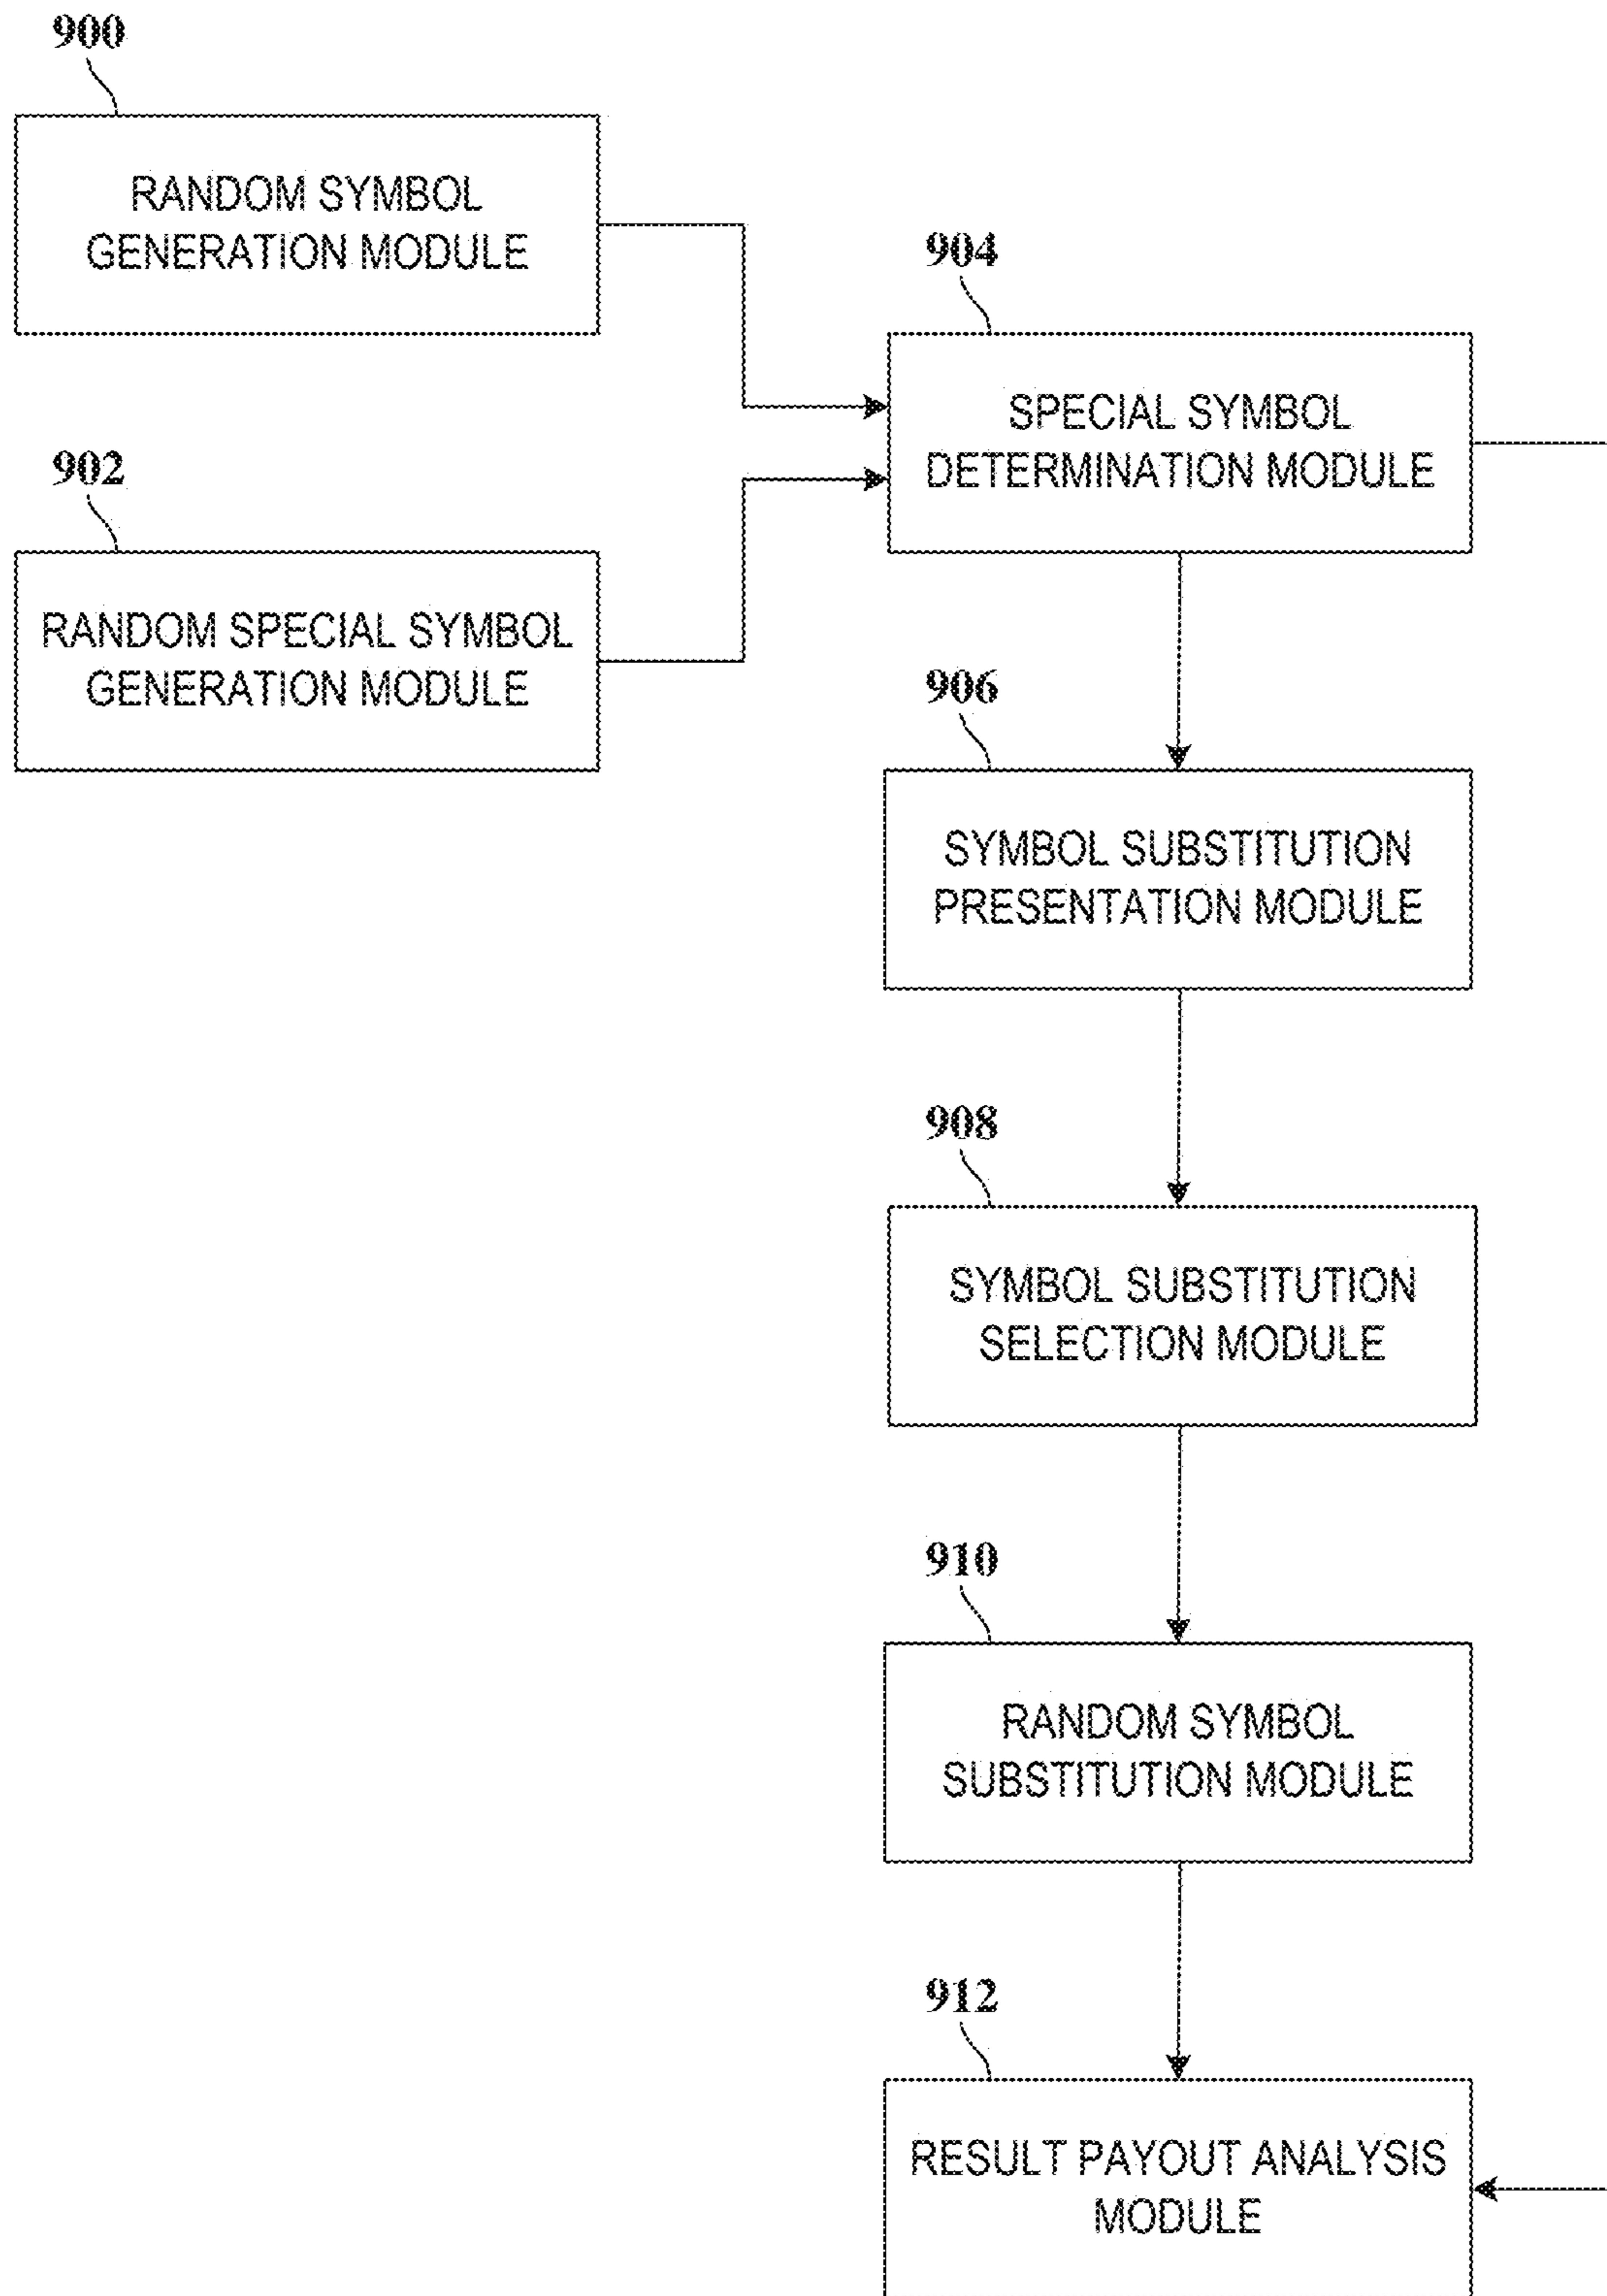 900
RANDOM SYMBOL
GENERATION MODULE
902
RANDOM SPECIAL SYMBOL
GENERATION MODULE
904
SPECIAL SYMBOL
DETERMINATION MODULE
906
SYMBOL SUBSTITUTION
PRESENTATION MODULE
908
SYMBOL SUBSTITUTION
SELECTION MODULE
910
RANDOM SYMBOL
SUBSTITUTION MODULE
912
RESULT PAYOUT ANALYSIS
MODULE